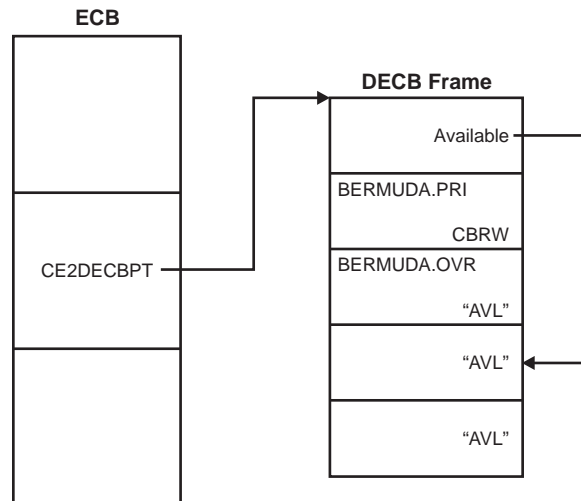 ECB
DECB Frame
Available
BERMUDA.PRI
CBRW
CE2DECBPT
BERMUDA.OVR
“AVL”
“AVL”
“AVL”